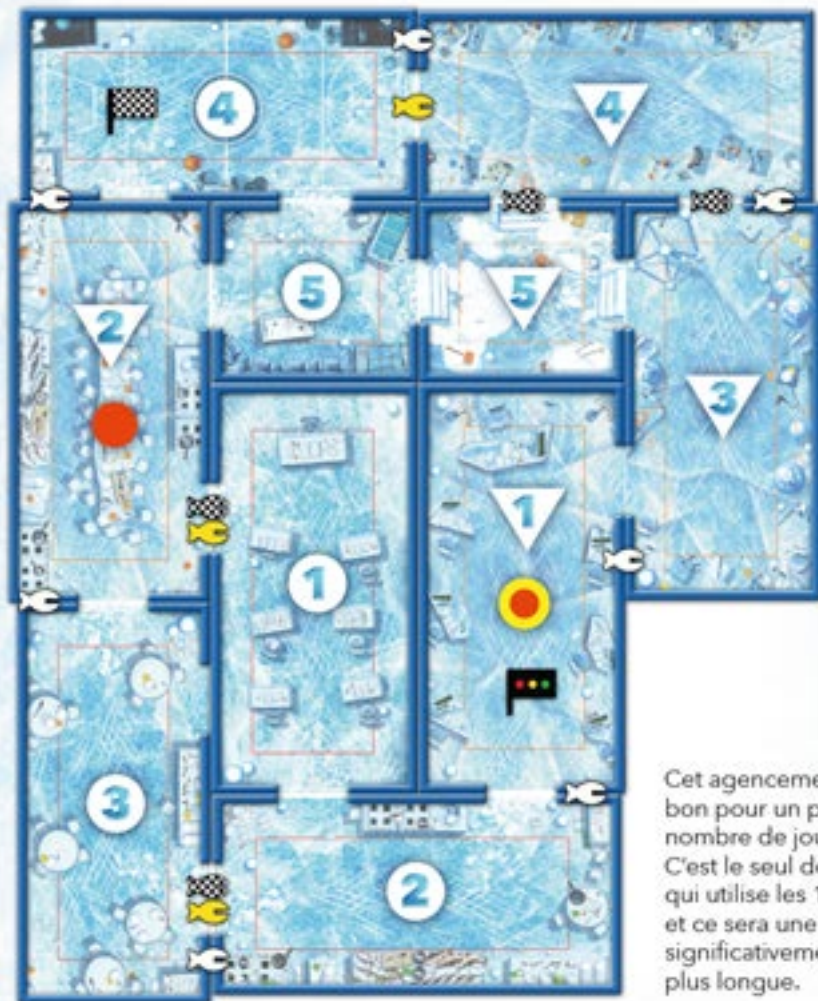 4
4
5
5
2
3
1
1
3
2
Cet agenceme
bon pour un p
nombre de jou
C'est le seul de
qui utilise les 1
et ce sera une
significativeme
plus longue.